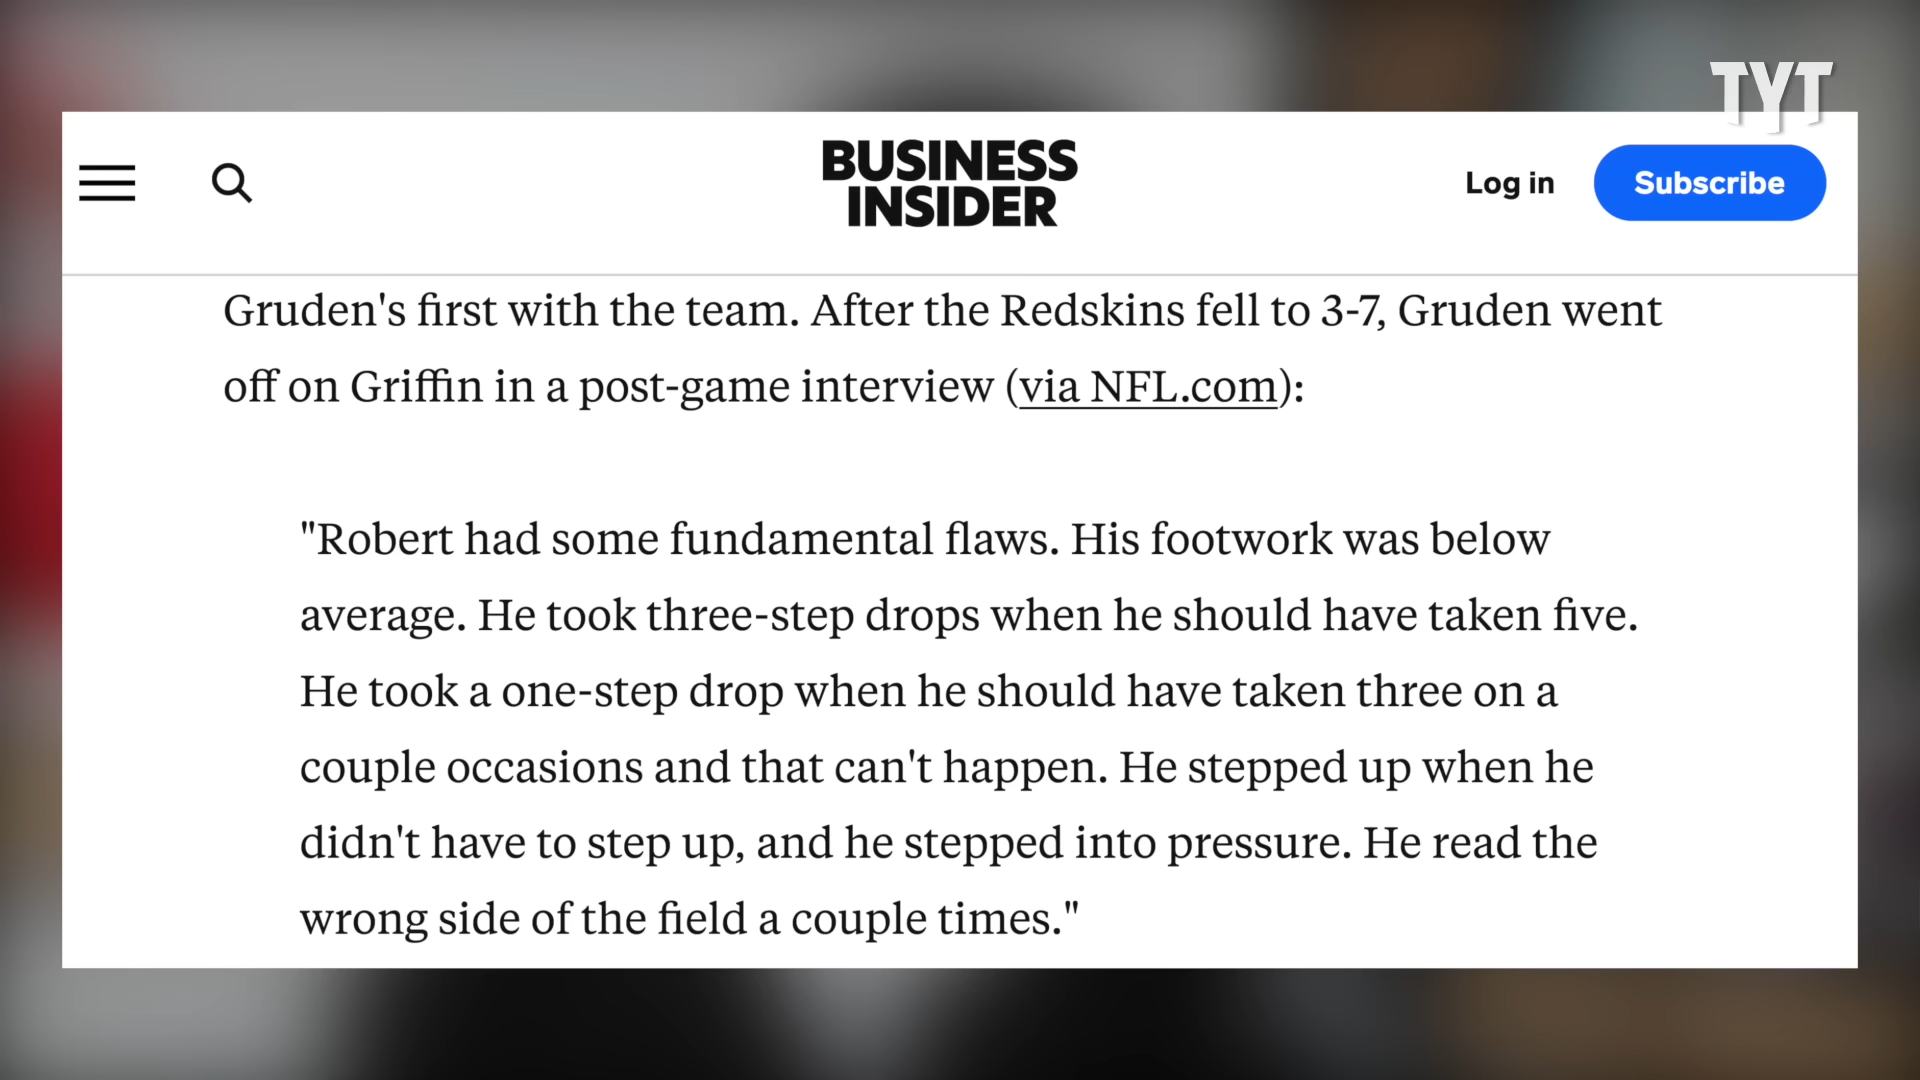 TYT
BUSINESS
INSIDER
Log in
Subscribe
Gruden's first with the team. After the Redskins fell to 3-7, Gruden went
off on Griffin in a post-game interview (via NFL.com):
"Robert had some fundamental flaws. His footwork was below
average. He took three-step drops when he should have taken five.
He took a one-step drop when he should have taken three on a
couple occasions and that can't happen. He stepped up when he
didn't have to step up, and he stepped into pressure. He read the
wrong side of the field a couple times."